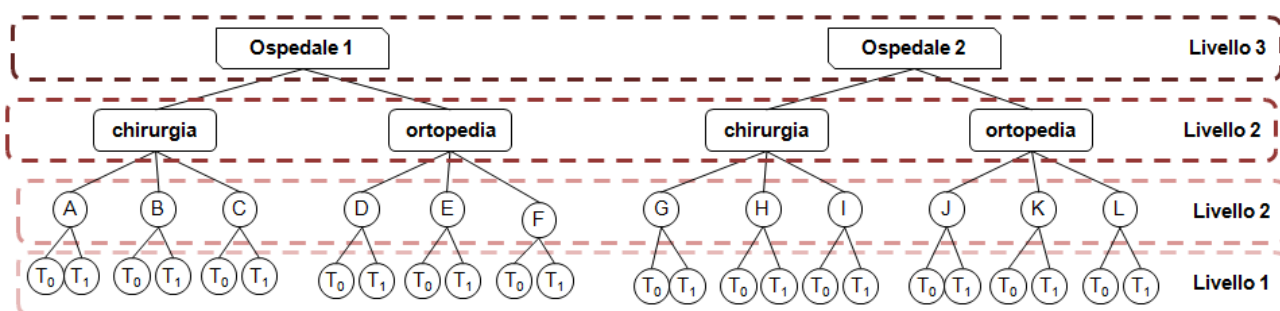 Ospedale 1 Ospedale 2 Livello 3
chirurgia ortopedia chirurgia ortopedia Livello 2
A B C D E F G H I J K L Livello 2
T0 T1 T0 T1 T0 T1 T0 T1 T0 T1 T0 T1 T0 T1 T0 T1 T0 T1 T0 T1 T0 T1 T0 T1 Livello 1